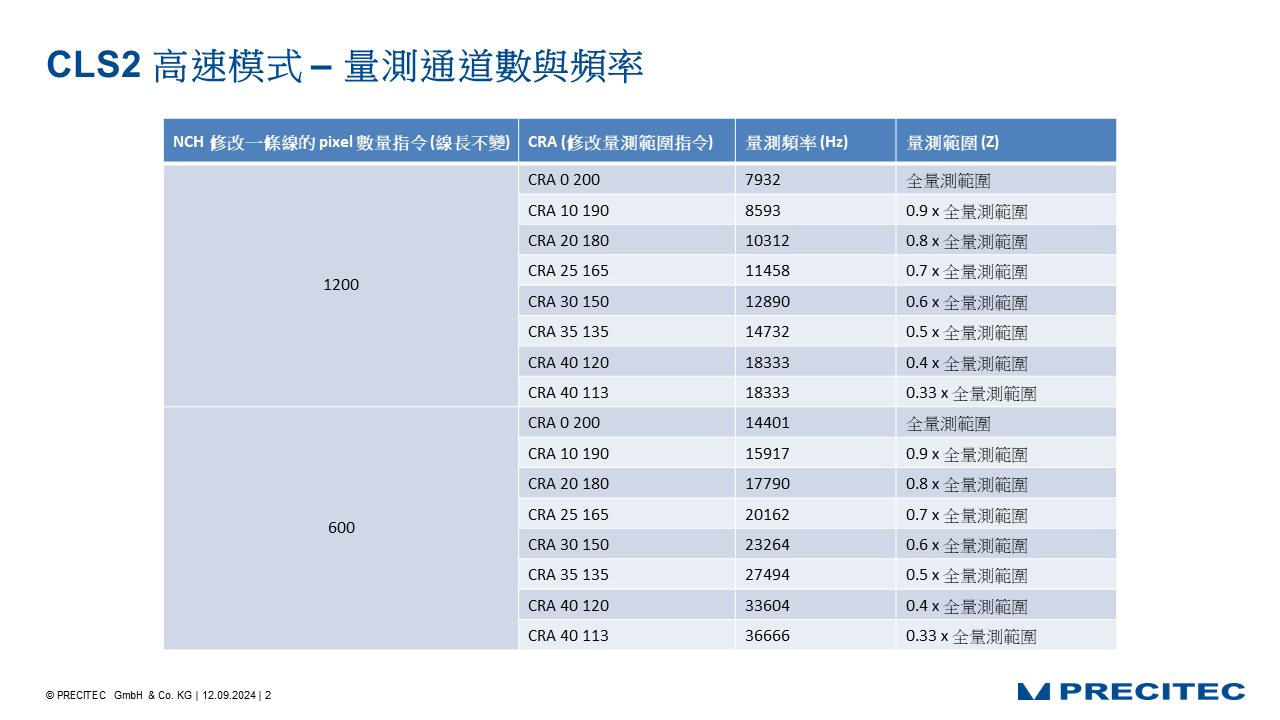 CLS2 高速模式 – 量測通道數與頻率
NCH 修改一條線的 pixel 數量指令 (線長不變) CRA (修改量測範圍指令) 量測頻率 (Hz) 量測範圍 (Z)
1200
CRA 0 200 7932 全量測範圍
CRA 10 190 8593 0.9 x 全量測範圍
CRA 20 180 10312 0.8 x 全量測範圍
CRA 25 165 11458 0.7 x 全量測範圍
CRA 30 150 12890 0.6 x 全量測範圍
CRA 35 135 14732 0.5 x 全量測範圍
CRA 40 120 18333 0.4 x 全量測範圍
CRA 40 113 18333 0.33 x 全量測範圍
600
CRA 0 200 14401 全量測範圍
CRA 10 190 15917 0.9 x 全量測範圍
CRA 20 180 17790 0.8 x 全量測範圍
CRA 25 165 20162 0.7 x 全量測範圍
CRA 30 150 23264 0.6 x 全量測範圍
CRA 35 135 27494 0.5 x 全量測範圍
CRA 40 120 33604 0.4 x 全量測範圍
CRA 40 113 36666 0.33 x 全量測範圍
© PRECITEC GmbH & Co. KG | 12.09.2024 | 2
PRECITEC